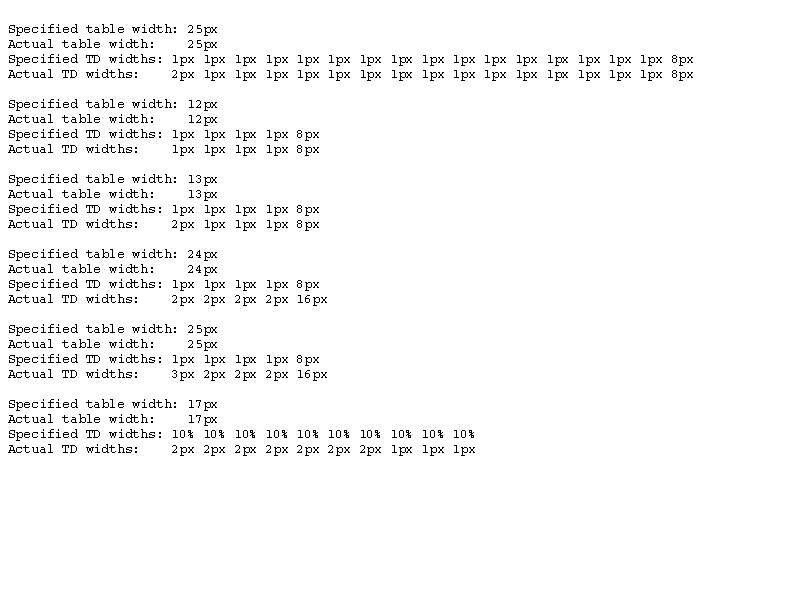 Specified table width: 25px
Actual table width: 25px
Specified TD widths: 1px 1px 1px 1px 1px 1px 1px 1px 1px 1px 1px 1px 1px 1px 1px 1px 8px
Actual TD widths: 2px 1px 1px 1px 1px 1px 1px 1px 1px 1px 1px 1px 1px 1px 1px 1px 8px
Specified table width: 12px
Actual table width: 12px
Specified TD widths: 1px 1px 1px 1px 8px
Actual TD widths: 1px 1px 1px 1px 8px
Specified table width: 13px
Actual table width: 13px
Specified TD widths: 1px 1px 1px 1px 8px
Actual TD widths: 2px 1px 1px 1px 8px
Specified table width: 24px
Actual table width: 24px
Specified TD widths: 1px 1px 1px 1px 8px
Actual TD widths: 2px 2px 2px 2px 16px
Specified table width: 25px
Actual table width: 25px
Specified TD widths: 1px 1px 1px 1px 8px
Actual TD widths: 3px 2px 2px 2px 16px
Specified table width: 17px
Actual table width: 17px
Specified TD widths: 10% 10% 10% 10% 10% 10% 10% 10% 10% 10%
Actual TD widths: 2px 2px 2px 2px 2px 2px 2px 1px 1px 1px